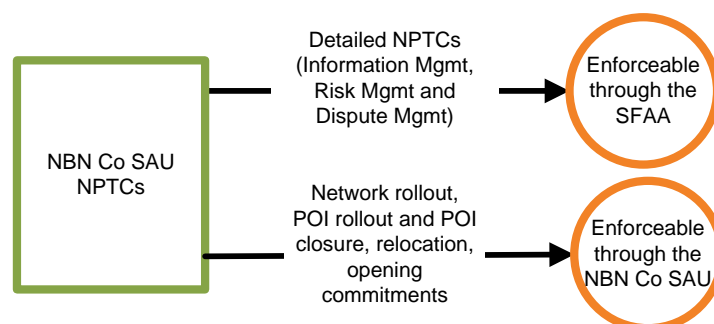 NBN Co SAU
NPTCs
Detailed NPTCs
(Information Mgmt,
Risk Mgmt and
Dispute Mgmt)
Enforceable
through the
SFAA
Network rollout,
POI rollout and POI
closure, relocation,
opening
commitments
Enforceable
through the
NBN Co SAU